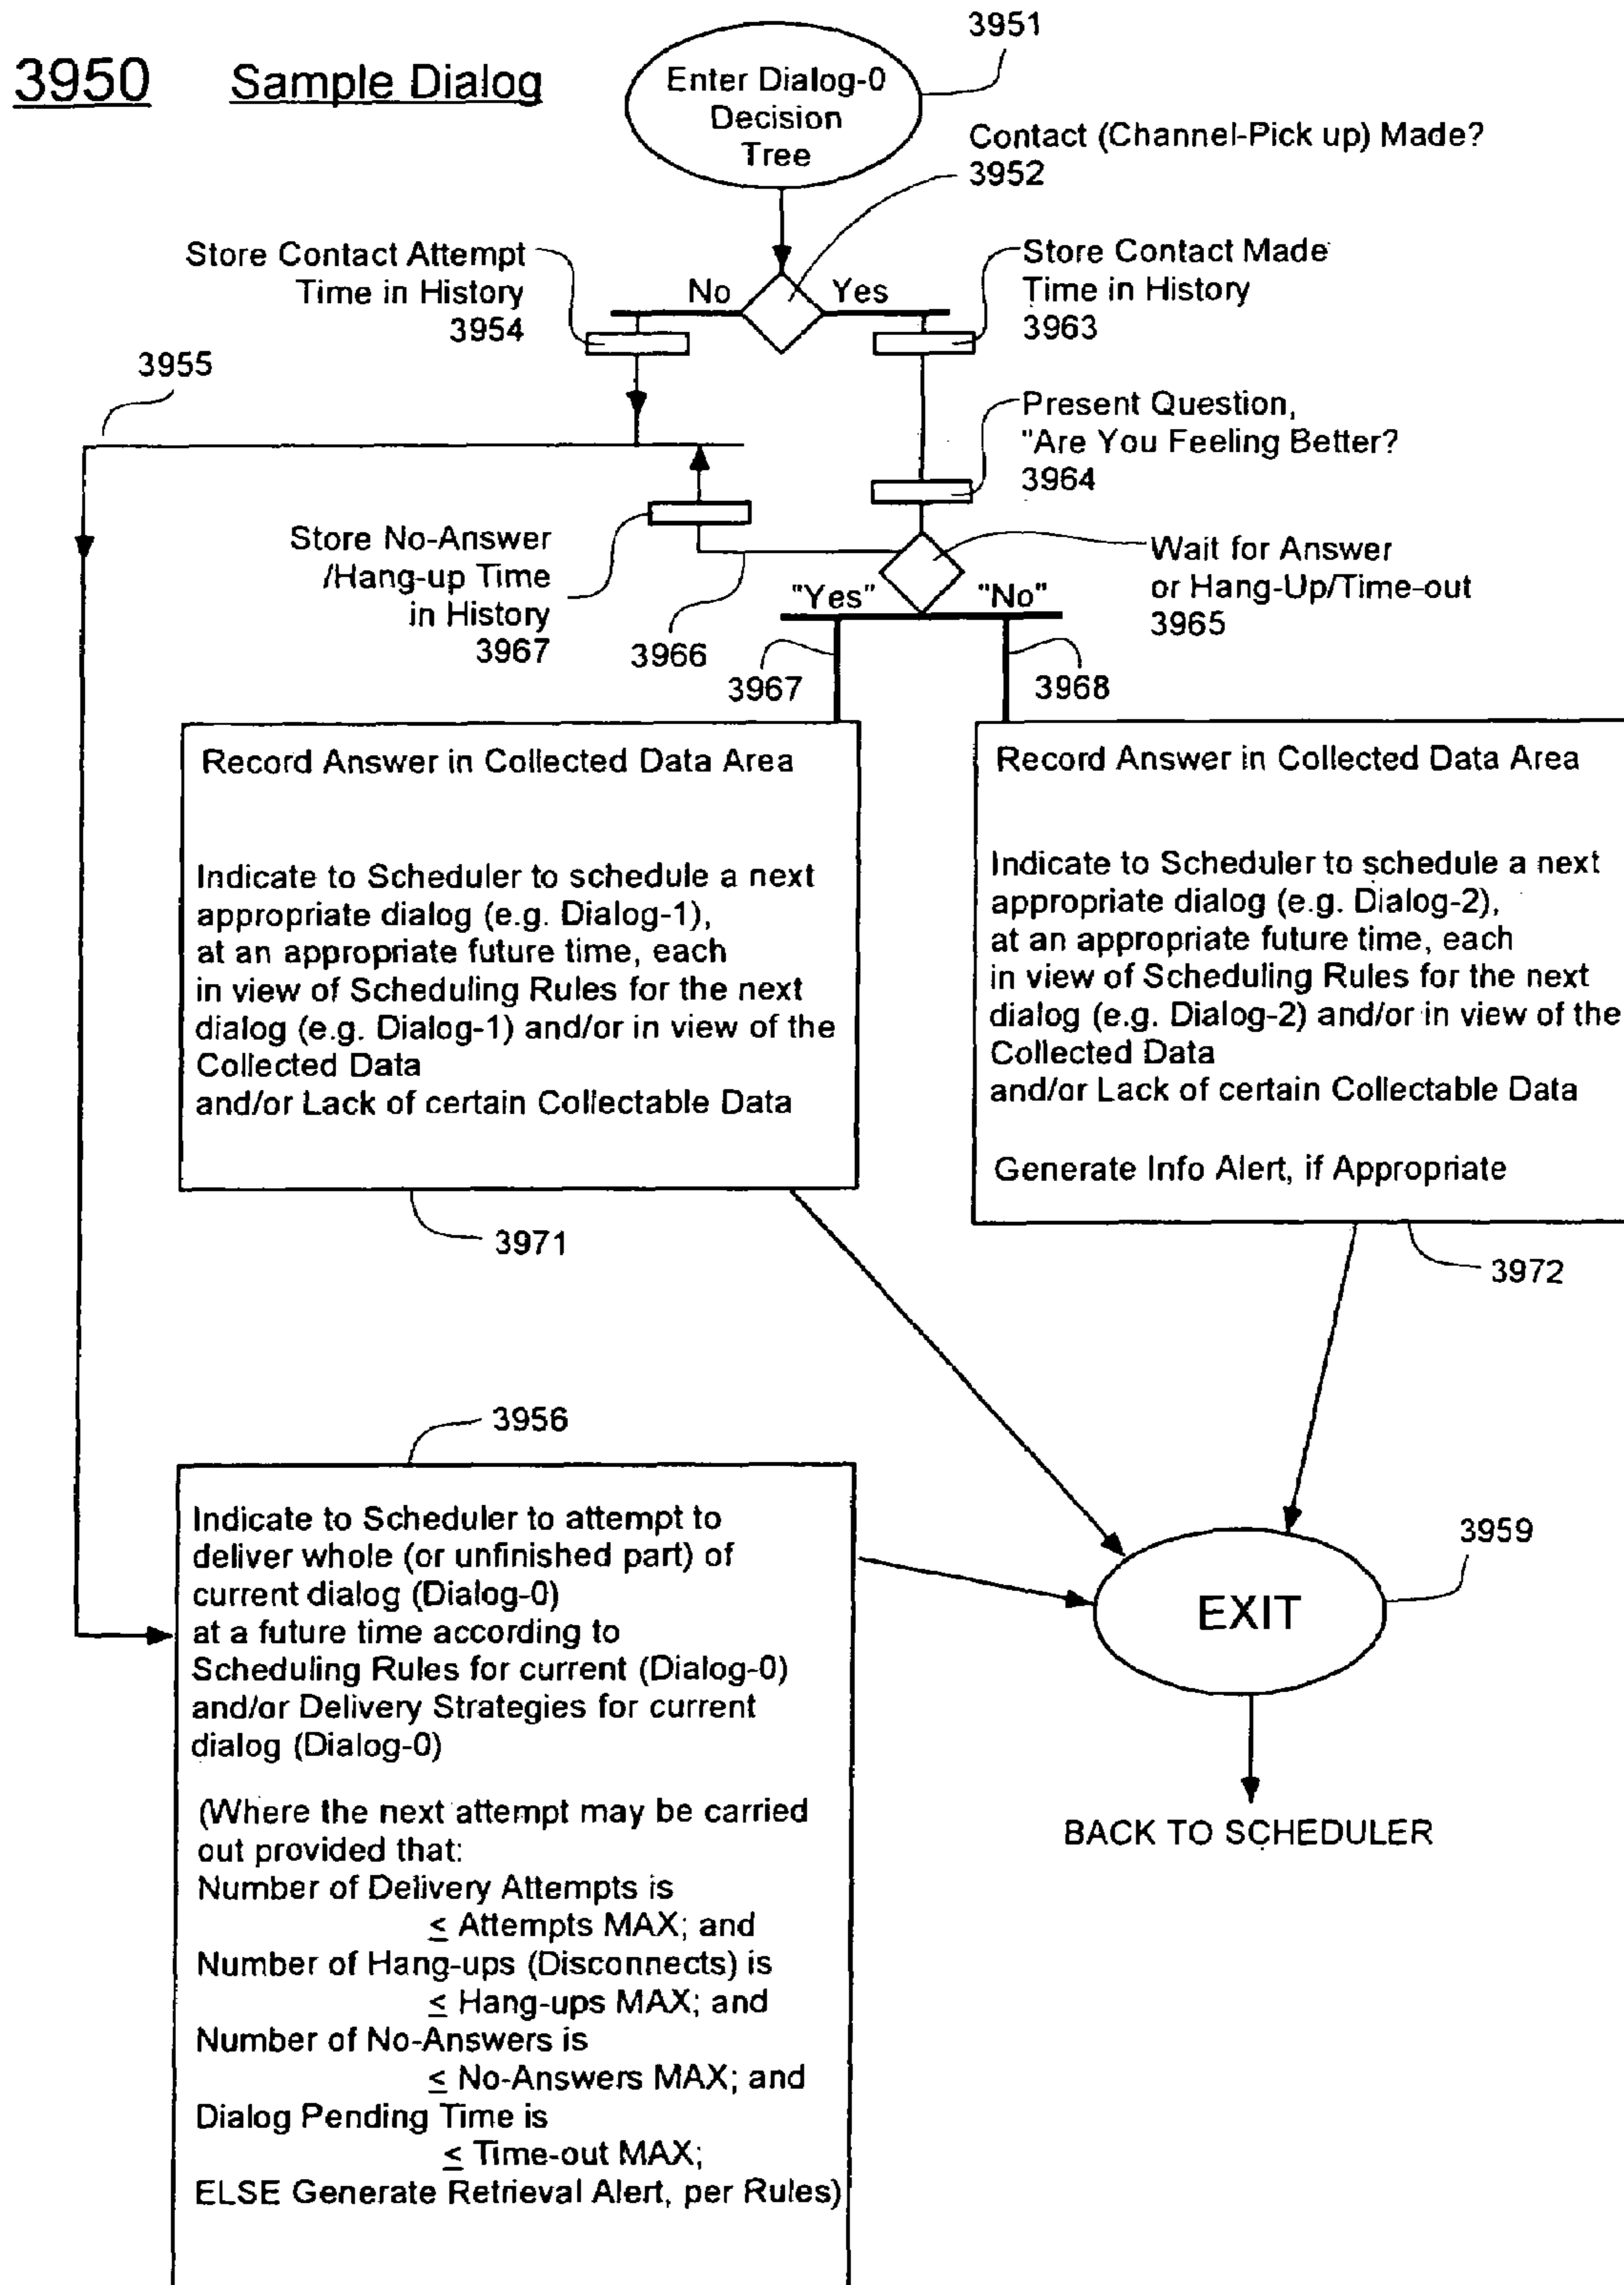 3950 Sample Dialog
3951
Enter Dialog-0
Decision
Tree
Contact (Channel-Pick up) Made?
3952
Store Contact Attempt
Time in History
3954
No
Yes
Store Contact Made
Time in History
3963
3955
Present Question,
"Are You Feeling Better?
3964
Store No-Answer
/Hang-up Time
in History
3967
3966
Wait for Answer
or Hang-Up/Time-out
3965
"Yes"
"No"
3967
3968
Record Answer in Collected Data Area
Indicate to Scheduler to schedule a next
appropriate dialog (e.g. Dialog-1),
at an appropriate future time, each
in view of Scheduling Rules for the next
dialog (e.g. Dialog-1) and/or in view of the
Collected Data
and/or Lack of certain Collectable Data
3971
Record Answer in Collected Data Area
Indicate to Scheduler to schedule a next
appropriate dialog (e.g. Dialog-2),
at an appropriate future time, each
in view of Scheduling Rules for the next
dialog (e.g. Dialog-2) and/or in view of the
Collected Data
and/or Lack of certain Collectable Data
Generate Info Alert, if Appropriate
3972
3956
Indicate to Scheduler to attempt to
deliver whole (or unfinished part) of
current dialog (Dialog-0)
at a future time according to
Scheduling Rules for current (Dialog-0)
and/or Delivery Strategies for current
dialog (Dialog-0)
(Where the next attempt may be carried
out provided that:
Number of Delivery Attempts is
≤ Attempts MAX; and
Number of Hang-ups (Disconnects) is
≤ Hang-ups MAX; and
Number of No-Answers is
≤ No-Answers MAX; and
Dialog Pending Time is
≤ Time-out MAX;
ELSE Generate Retrieval Alert, per Rules)
3959
EXIT
BACK TO SCHEDULER